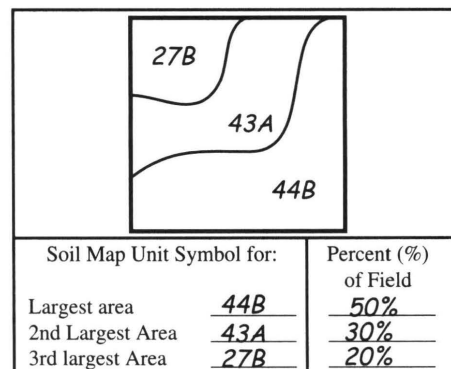 27B
43A
44B
Soil Map Unit Symbol for:
Percent (%)
of Field
Largest area 44B 50%
2nd Largest Area 43A 30%
3rd largest Area 27B 20%